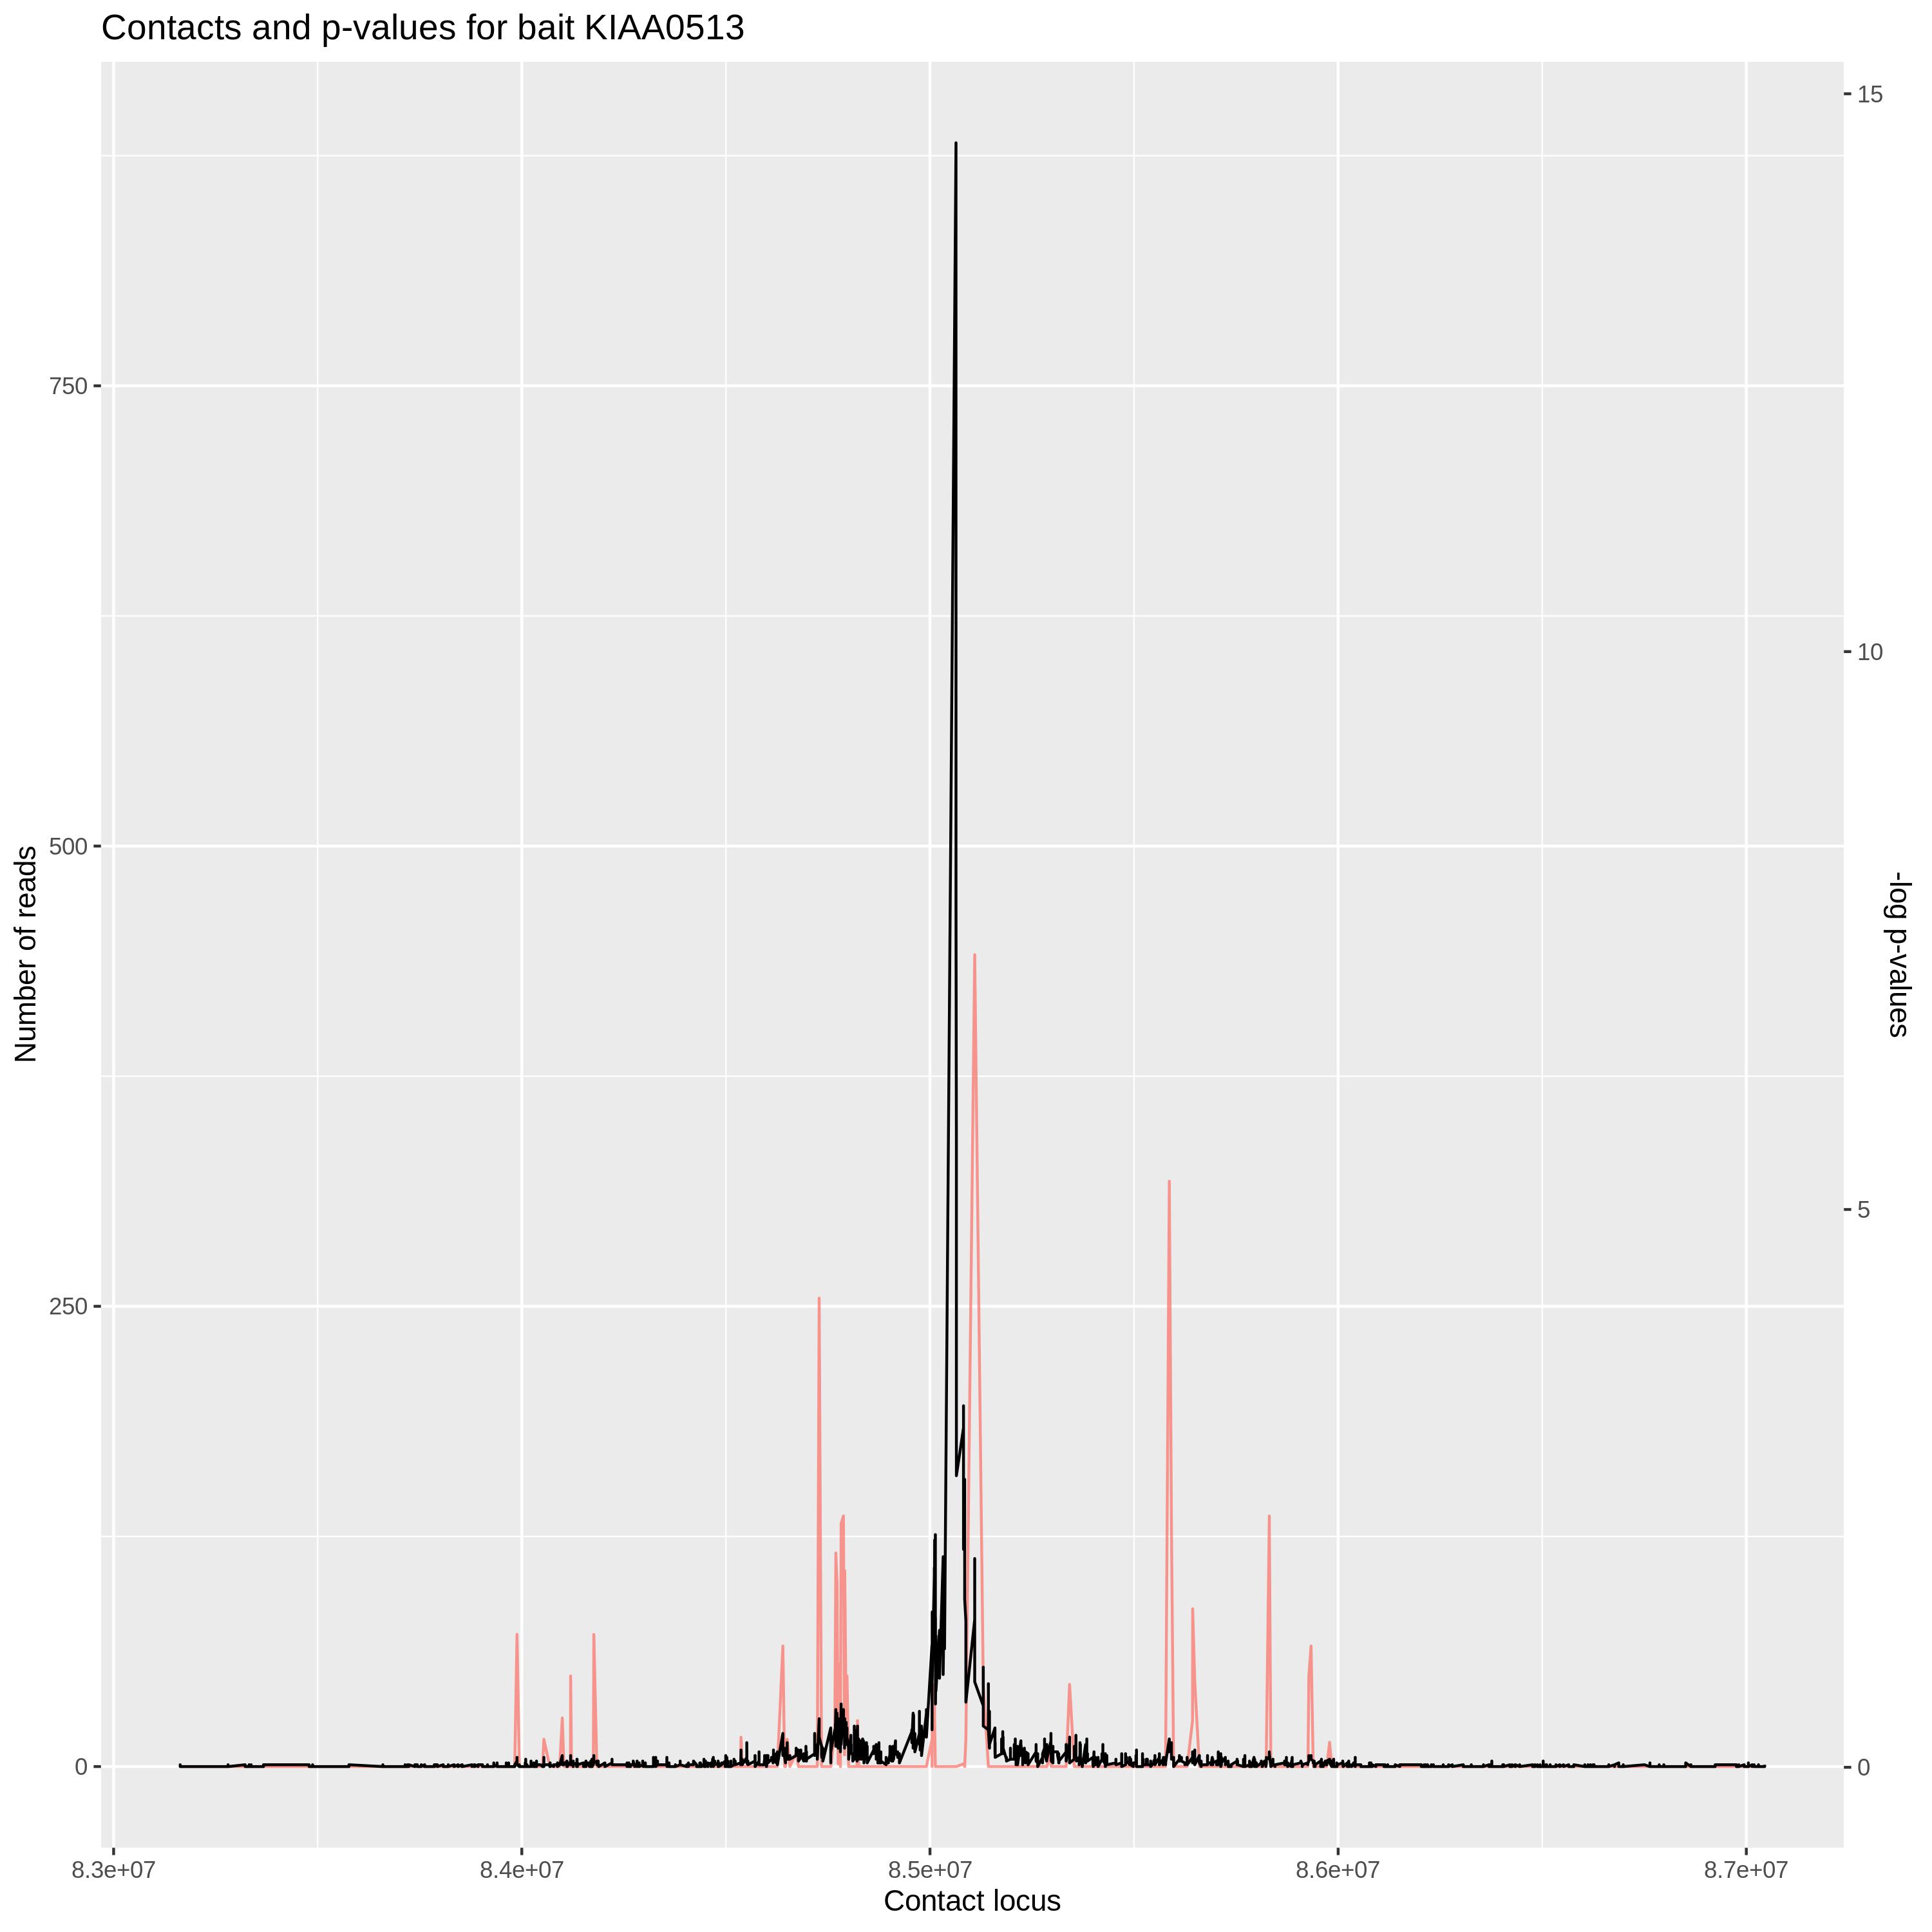 Contacts and p-values for bait KIAA0513
15
750
10
500
Number of reads
-log p-values
5
250
0
0
8.3e+07
8.4e+07
8.5e+07
8.6e+07
8.7e+07
Contact locus